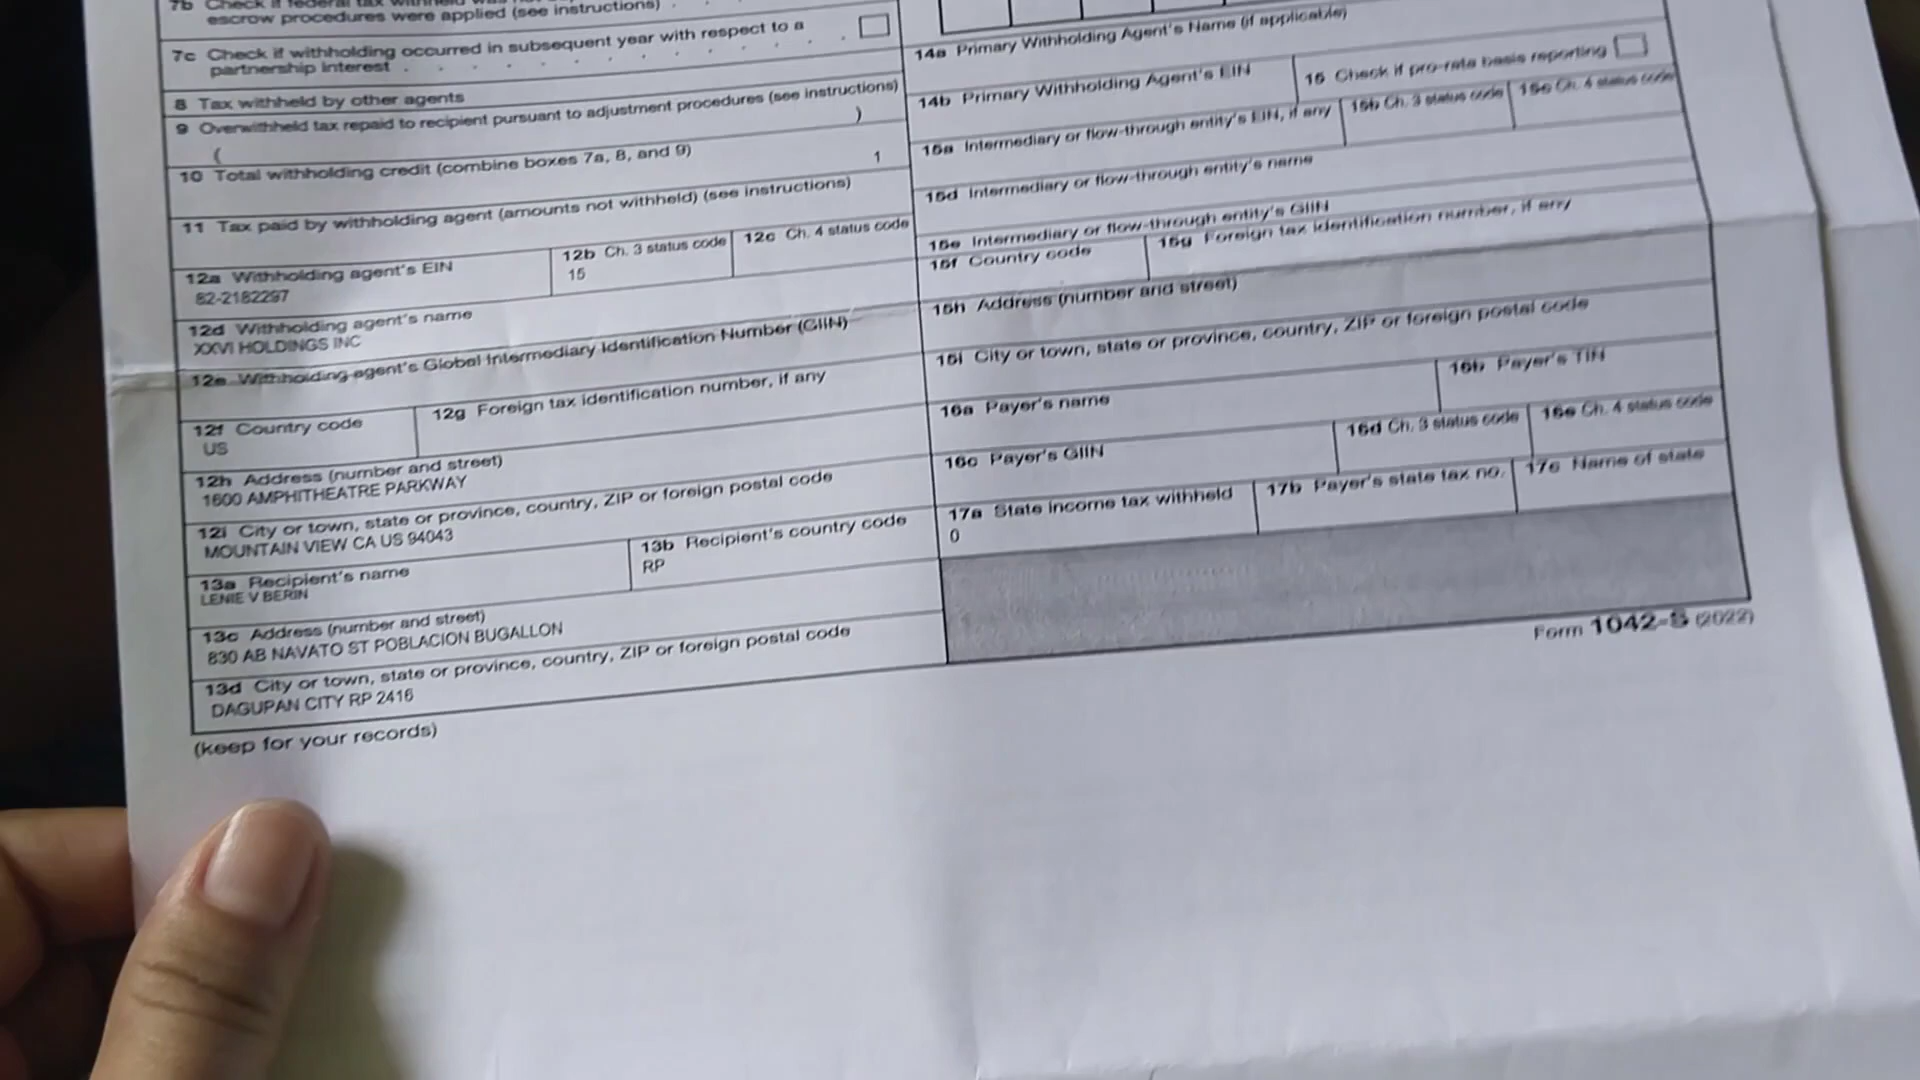 7b Check if federal tax withheld was not
escrow procedures were applied (see instructions)
7c Check if withholding occurred in subsequent year with respect to a
partnership interest
8 Tax withheld by other agents
9 Overwithheld tax repaid to recipient pursuant to adjustment procedures (see instructions)
( )
10 Total withholding credit (combine boxes 7a, 8, and 9)
1
11 Tax paid by withholding agent (amounts not withheld) (see instructions)
12a Withholding agent's EIN
82-2182297
12b Ch. 3 status code
15
12c Ch. 4 status code
12d Withholding agent's name
XXVI HOLDINGS INC
12e Withholding agent's Global Intermediary Identification Number (GIIN)
12f Country code
US
12g Foreign tax identification number, if any
12h Address (number and street)
1600 AMPHITHEATRE PARKWAY
12i City or town, state or province, country, ZIP or foreign postal code
MOUNTAIN VIEW CA US 94043
13a Recipient's name
LENIE V BERIN
13b Recipient's country code
RP
13c Address (number and street)
830 AB NAVATO ST POBLACION BUGALLON
13d City or town, state or province, country, ZIP or foreign postal code
DAGUPAN CITY RP 2416
(keep for your records)
14a Primary Withholding Agent's Name (if applicable)
14b Primary Withholding Agent's EIN
15 Check if pro-rata basis reporting
15a Intermediary or flow-through entity's EIN, if any
15b Ch. 3 status code
15c Ch. 4 status code
15d Intermediary or flow-through entity's name
15e Intermediary or flow-through entity's GIIN
15f Country code
15g Foreign tax identification number, if any
15h Address (number and street)
15i City or town, state or province, country, ZIP or foreign postal code
16a Payer's name
16b Payer's TIN
16c Payer's GIIN
16d Ch. 3 status code
16e Ch. 4 status code
17a State income tax withheld
0
17b Payer's state tax no.
17c Name of state
Form 1042-S (2022)